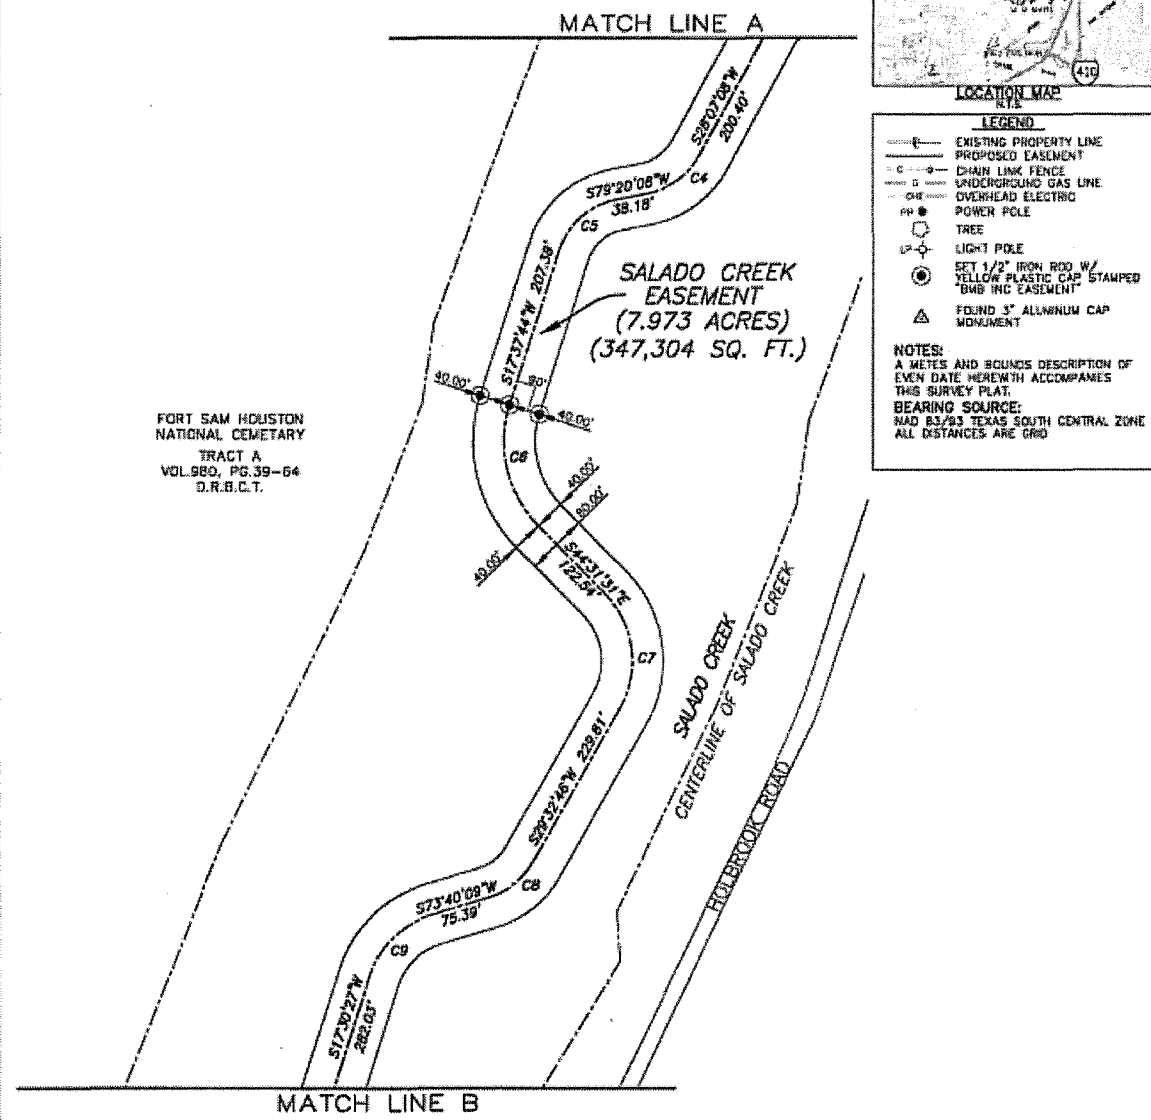 MATCH LINE A
S28°07'08"W
200.40'
C4
S79°20'08"W
38.18'
C5
S17°37'44"W 207.39'
SALADO CREEK
EASEMENT
(7.973 ACRES)
(347,304 SQ. FT.)
40.00'
40.00'
C6
40.00'
80.00'
40.00'
S44°31'31"E
122.54'
C7
S29°32'46"W 229.81'
C8
S73°40'09"W
75.39'
C9
S17°30'27"W
282.03'
FORT SAM HOUSTON
NATIONAL CEMETARY
TRACT A
VOL.980, PG.39-64
D.R.B.C.T.
SALADO CREEK
CENTERLINE OF SALADO CREEK
HOLBROOK ROAD
MATCH LINE B
410
LOCATION MAP
N.T.S.
LEGEND
EXISTING PROPERTY LINE
PROPOSED EASEMENT
C CHAIN LINK FENCE
G UNDERGROUND GAS LINE
OHE OVERHEAD ELECTRIC
PP POWER POLE
TREE
LP LIGHT POLE
SET 1/2" IRON ROD W/
YELLOW PLASTIC CAP STAMPED
"BMB INC EASEMENT"
FOUND 3" ALUMINUM CAP
MONUMENT
NOTES:
A METES AND BOUNDS DESCRIPTION OF
EVEN DATE HEREWITH ACCOMPANIES
THIS SURVEY PLAT.
BEARING SOURCE:
NAD 83/93 TEXAS SOUTH CENTRAL ZONE
ALL DISTANCES ARE GRID